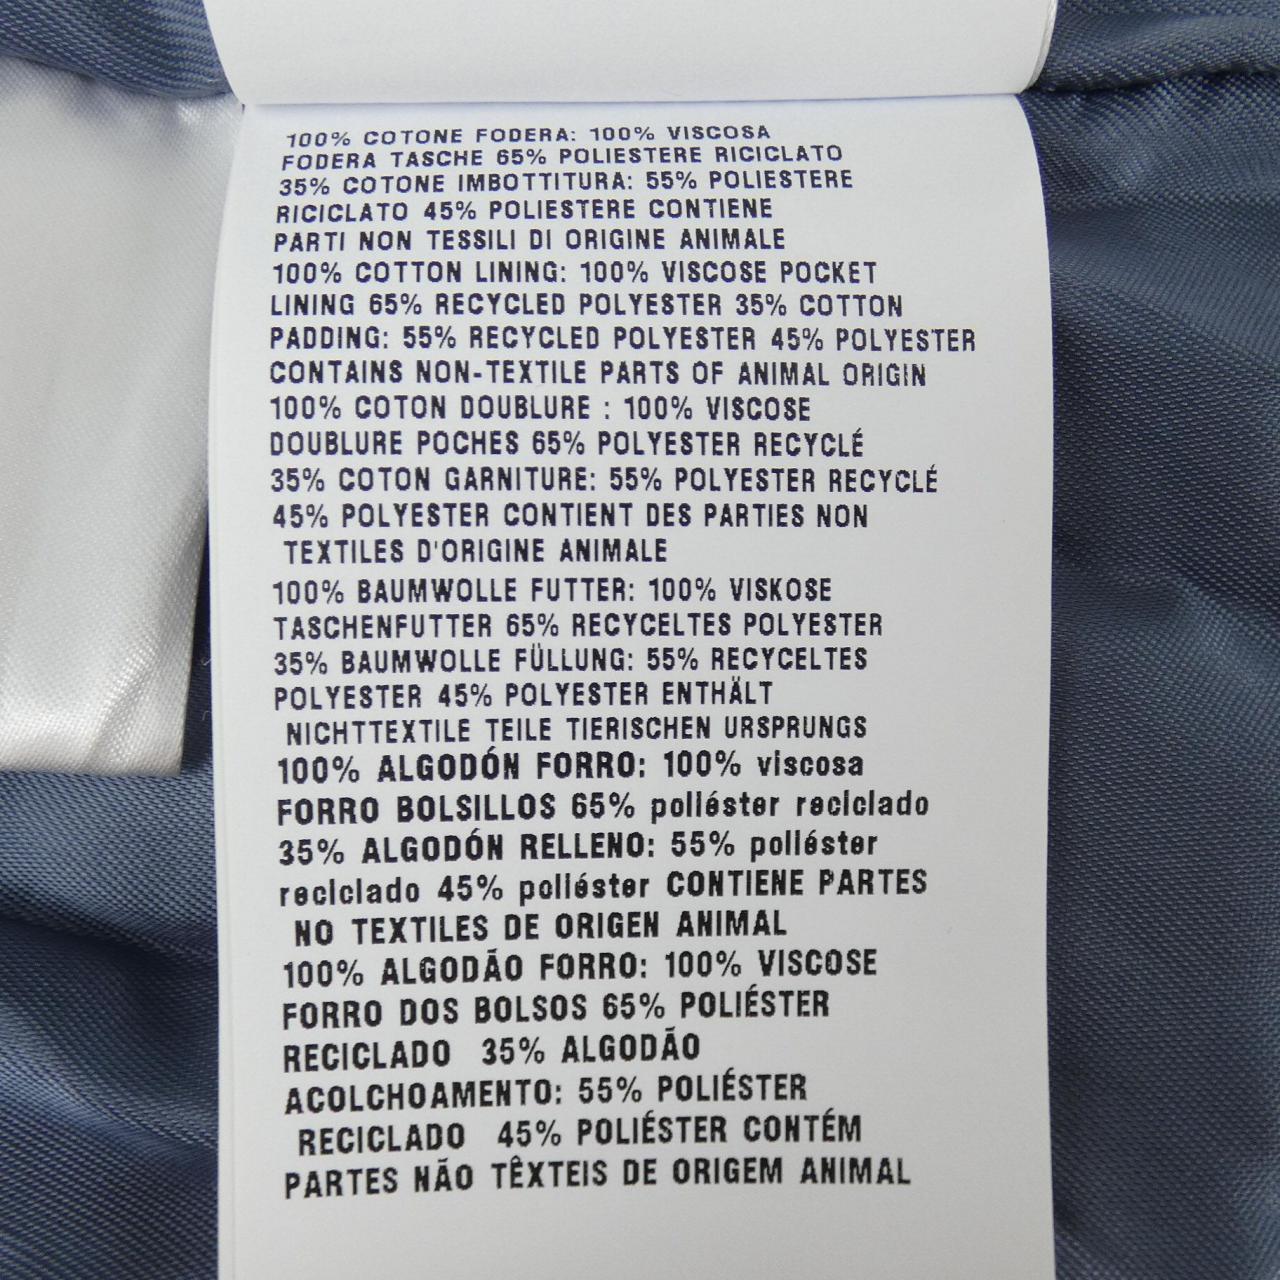 100% COTONE FODERA: 100% VISCOSA
FODERA TASCHE 65% POLIESTERE RICICLATO
35% COTONE IMBOTTITURA: 55% POLIESTERE
RICICLATO 45% POLIESTERE CONTIENE
PARTI NON TESSILI DI ORIGINE ANIMALE
100% COTTON LINING: 100% VISCOSE POCKET
LINING 65% RECYCLED POLYESTER 35% COTTON
PADDING: 55% RECYCLED POLYESTER 45% POLYESTER
CONTAINS NON-TEXTILE PARTS OF ANIMAL ORIGIN
100% COTON DOUBLURE : 100% VISCOSE
DOUBLURE POCHES 65% POLYESTER RECYCLÉ
35% COTON GARNITURE: 55% POLYESTER RECYCLÉ
45% POLYESTER CONTIENT DES PARTIES NON
TEXTILES D'ORIGINE ANIMALE
100% BAUMWOLLE FUTTER: 100% VISKOSE
TASCHENFUTTER 65% RECYCELTES POLYESTER
35% BAUMWOLLE FÜLLUNG: 55% RECYCELTES
POLYESTER 45% POLYESTER ENTHÄLT
NICHTTEXTILE TEILE TIERISCHEN URSPRUNGS
100% ALGODÓN FORRO: 100% viscosa
FORRO BOLSILLOS 65% poliéster reciclado
35% ALGODÓN RELLENO: 55% poliéster
reciclado 45% poliéster CONTIENE PARTES
NO TEXTILES DE ORIGEN ANIMAL
100% ALGODÃO FORRO: 100% VISCOSE
FORRO DOS BOLSOS 65% POLIÉSTER
RECICLADO 35% ALGODÃO
ACOLCHOAMENTO: 55% POLIÉSTER
RECICLADO 45% POLIÉSTER CONTÉM
PARTES NÃO TÊXTEIS DE ORIGEM ANIMAL